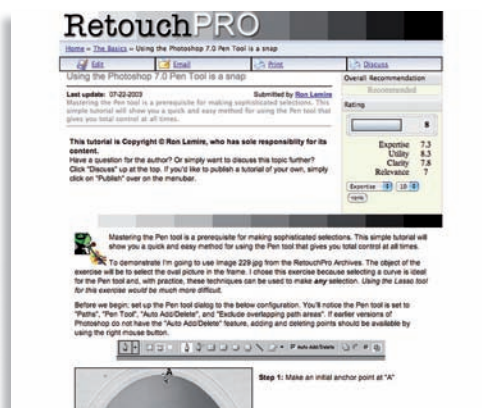 RetouchPRO
Home – The Basics – Using the Photoshop 7.0 Pen Tool is a snap
Edit Email Print Discuss
Using the Photoshop 7.0 Pen Tool is a snap
Last update: 07-22-2003 Submitted by Ron Lemire
Mastering the Pen tool is a prerequisite for making sophisticated selections. This
simple tutorial will show you a quick and easy method for using the Pen tool that
gives you total control at all times.
This tutorial is Copyright © Ron Lemire, who has sole responsibility for its
content.
Have a question for the author? Or simply want to discuss this topic further?
Click "Discuss" up at the top. If you'd like to publish a tutorial of your own, simply
click on "Publish" over on the menubar.
Overall Recommendation
Recommended
Rating
8
Expertise 7.3
Utility 8.3
Clarity 7.8
Relevance 7
Expertise 10
Mastering the Pen tool is a prerequisite for making sophisticated selections. This simple tutorial will
show you a quick and easy method for using the Pen tool that gives you total control at all times.
To demonstrate I'm going to use image 229.jpg from the RetouchPro Archives. The object of the
exercise will be to select the oval picture in the frame. I chose this exercise because selecting a curve is ideal
for the Pen tool and, with practice, these techniques can be used to make any selection. Using the Lasso tool
for this exercise would be much more difficult.
Before we begin; set up the Pen tool dialog to the below configuration. You'll notice the Pen tool is set to
"Paths", "Pen Tool", "Auto Add/Delete", and "Exclude overlapping path areas". If earlier versions of
Photoshop do not have the "Auto Add/Delete" feature, adding and deleting points should be available by
using the right mouse button.
Auto Add/Delete
A
Step 1: Make an initial anchor point at "A"